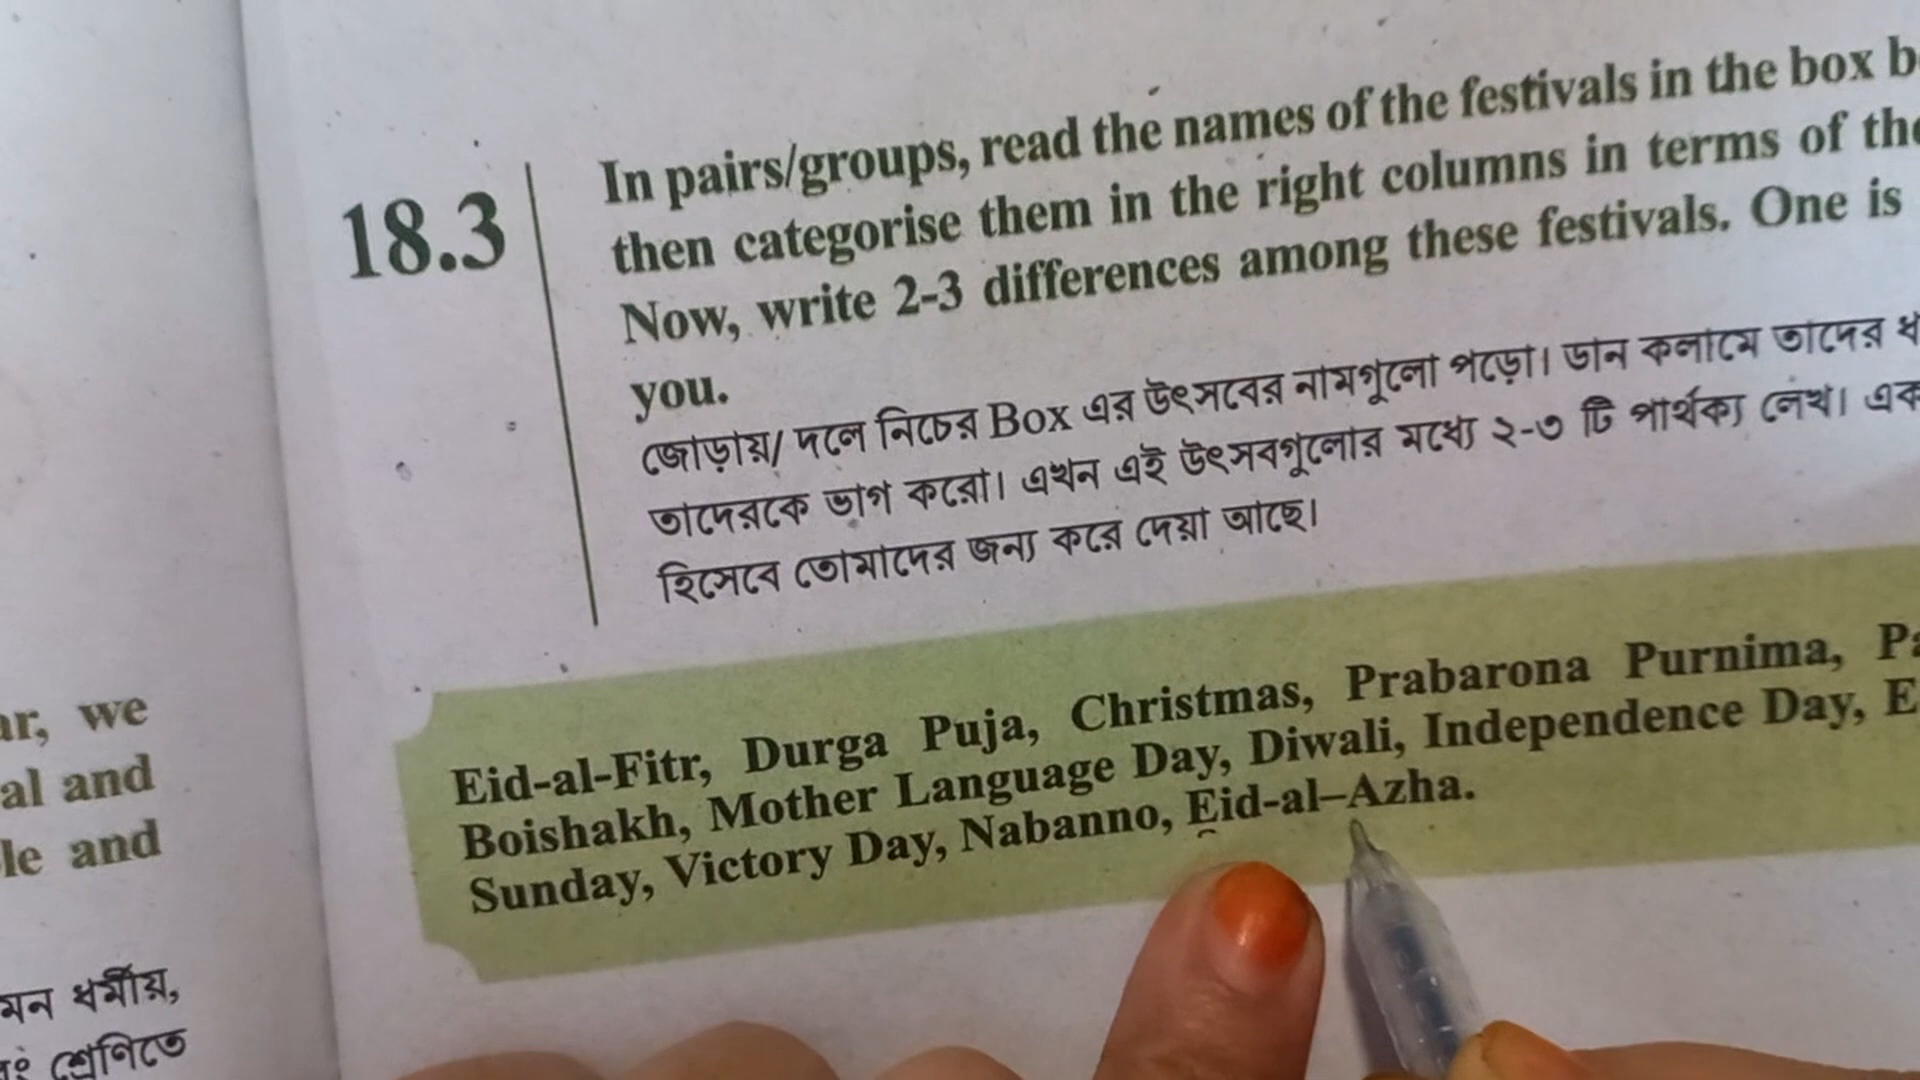 18.3
In pairs/groups, read the names of the festivals in the box
then categorise them in the right columns in terms of
Now, write 2-3 differences among these festivals. One is
you.
জোড়ায়/ দলে নিচের Box এর উৎসবের নামগুলো পড়ো। ডান কলামে তাদের
তাদেরকে ভাগ করো। এখন এই উৎসবগুলোর মধ্যে ২-৩ টি পার্থক্য লেখ।
হিসেবে তোমাদের জন্য করে দেয়া আছে।
Eid-al-Fitr, Durga Puja, Christmas, Prabarona Purnima,
Boishakh, Mother Language Day, Diwali, Independence Day,
Sunday, Victory Day, Nabanno, Eid-al–Azha.
we
al and
and
ধর্মীয়,
শ্রেণিতে